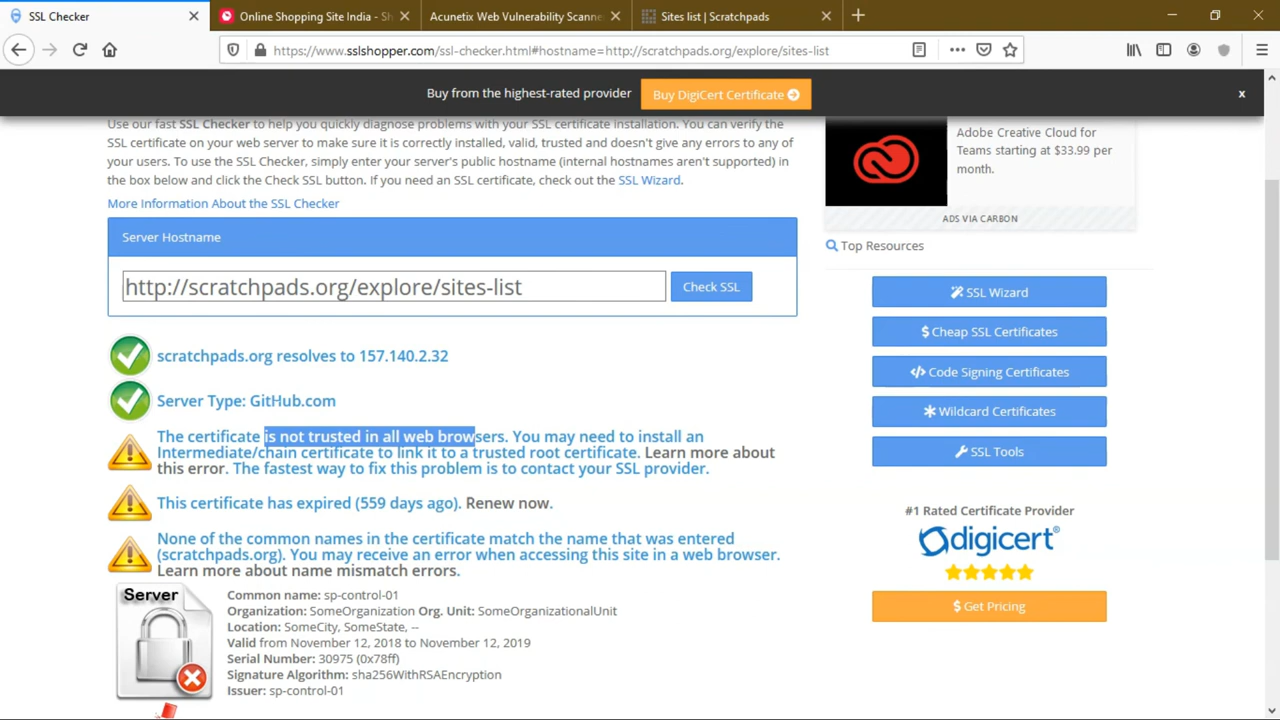 SSL Checker
Online Shopping Site India - Sh
Acunetix Web Vulnerability Scanne
Sites list | Scratchpads
https://www.sslshopper.com/ssl-checker.html#hostname=http://scratchpads.org/explore/sites-list
Buy from the highest-rated provider
Buy DigiCert Certificate
x
Use our fast SSL Checker to help you quickly diagnose problems with your SSL certificate installation. You can verify the
SSL certificate on your web server to make sure it is correctly installed, valid, trusted and doesn't give any errors to any of
your users. To use the SSL Checker, simply enter your server's public hostname (internal hostnames aren't supported) in
the box below and click the Check SSL button. If you need an SSL certificate, check out the SSL Wizard.
More Information About the SSL Checker
Server Hostname
http://scratchpads.org/explore/sites-list
Check SSL
scratchpads.org resolves to 157.140.2.32
Server Type: GitHub.com
The certificate is not trusted in all web browsers. You may need to install an
Intermediate/chain certificate to link it to a trusted root certificate. Learn more about
this error. The fastest way to fix this problem is to contact your SSL provider.
This certificate has expired (559 days ago). Renew now.
None of the common names in the certificate match the name that was entered
(scratchpads.org). You may receive an error when accessing this site in a web browser.
Learn more about name mismatch errors.
Server
Common name: sp-control-01
Organization: SomeOrganization Org. Unit: SomeOrganizationalUnit
Location: SomeCity, SomeState, --
Valid from November 12, 2018 to November 12, 2019
Serial Number: 30975 (0x78ff)
Signature Algorithm: sha256WithRSAEncryption
Issuer: sp-control-01
Adobe Creative Cloud for
Teams starting at $33.99 per
month.
ADS VIA CARBON
Top Resources
SSL Wizard
$ Cheap SSL Certificates
</> Code Signing Certificates
Wildcard Certificates
SSL Tools
#1 Rated Certificate Provider
digicert®
$ Get Pricing